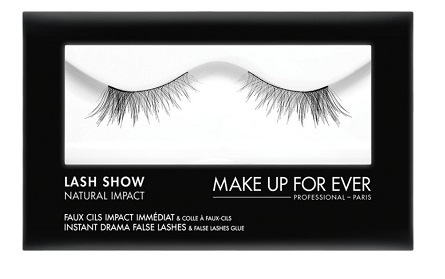 LASH SHOW
NATURAL IMPACT
MAKE UP FOR EVER
PROFESSIONAL – PARIS
FAUX CILS IMPACT IMMÉDIAT & COLLE À FAUX-CILS
INSTANT DRAMA FALSE LASHES & FALSE LASHES GLUE